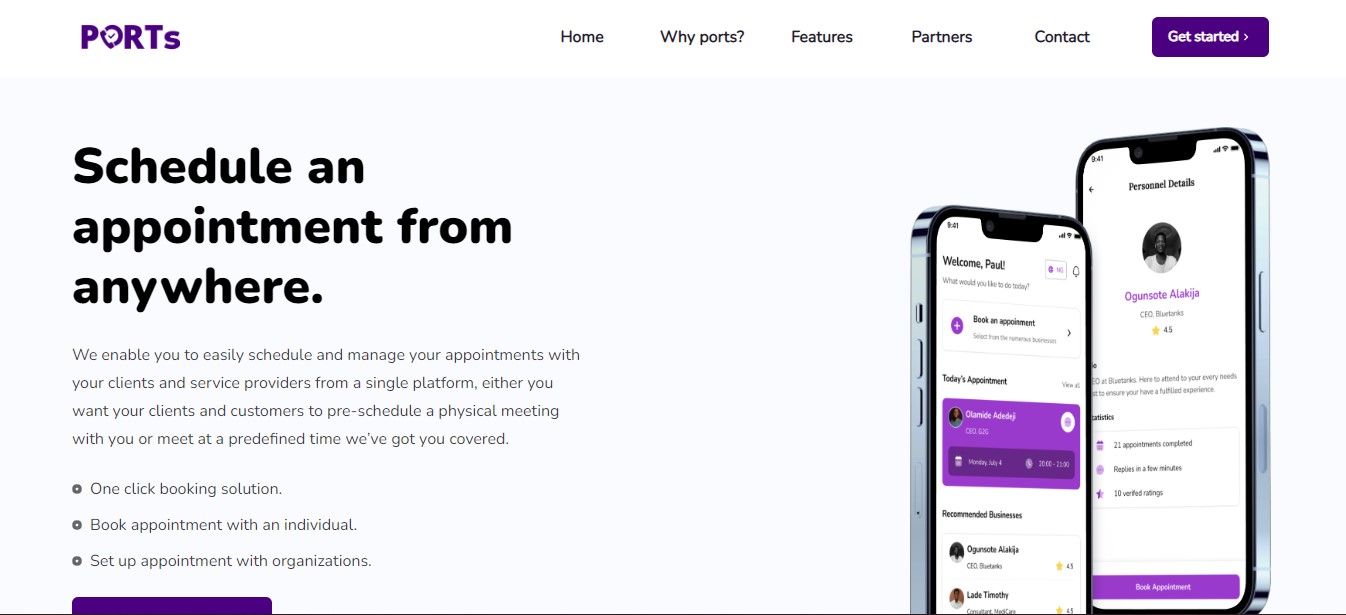 PORTs
Home Why ports? Features Partners Contact Get started ›
Schedule an
appointment from
anywhere.
We enable you to easily schedule and manage your appointments with
your clients and service providers from a single platform, either you
want your clients and customers to pre-schedule a physical meeting
with you or meet at a predefined time we've got you covered.
One click booking solution.
Book appointment with an individual.
Set up appointment with organizations.
9:41
Welcome, Paul!
NG
What would you like to do today?
Book an appoinment
Select from the numerous businesses
Today's Appointment View all
Olamide Adedeji
CEO, G2G
Monday, July 4 20:00 - 21:00
Recommended Businesses
Ogunsote Alakija
CEO, Bluetanks 4.5
Lade Timothy
Consultant, MediCare 4.5
9:41
Personnel Details
Ogunsote Alakija
CEO, Bluetanks
4.5
EO at Bluetanks. Here to attend to your every needs
st to ensure your have a fulfilled experience.
tatistics
21 appointments completed
Replies in a few minutes
10 verifed ratings
Book Appointment